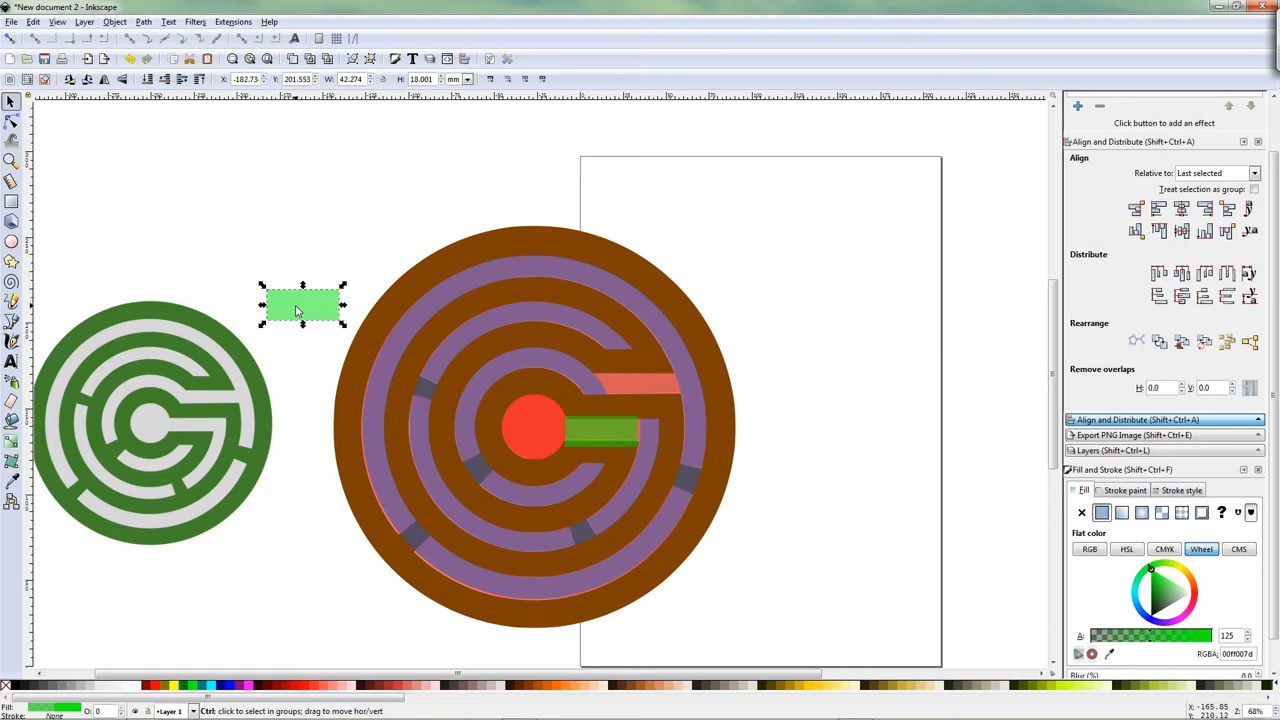 *New document 2 - Inkscape
File Edit View Layer Object Path Text Filters Extensions Help
X: -182.73 Y: 201.553 W: 42.274 H: 18.001 mm
Click button to add an effect
Align and Distribute (Shift+Ctrl+A)
Align
Relative to: Last selected
Treat selection as group:
Distribute
Rearrange
Remove overlaps
H: 0.0 V: 0.0
Align and Distribute (Shift+Ctrl+A)
Export PNG Image (Shift+Ctrl+E)
Layers (Shift+Ctrl+L)
Fill and Stroke (Shift+Ctrl+F)
Fill Stroke paint Stroke style
Flat color
RGB HSL CMYK Wheel CMS
A: 125
RGBA: 00ff007d
Blur (%)
Fill:
Stroke: None
O: 0
Layer 1
Ctrl: click to select in groups; drag to move hor/vert
X: -165.85
Y: 210.12
Z: 68%